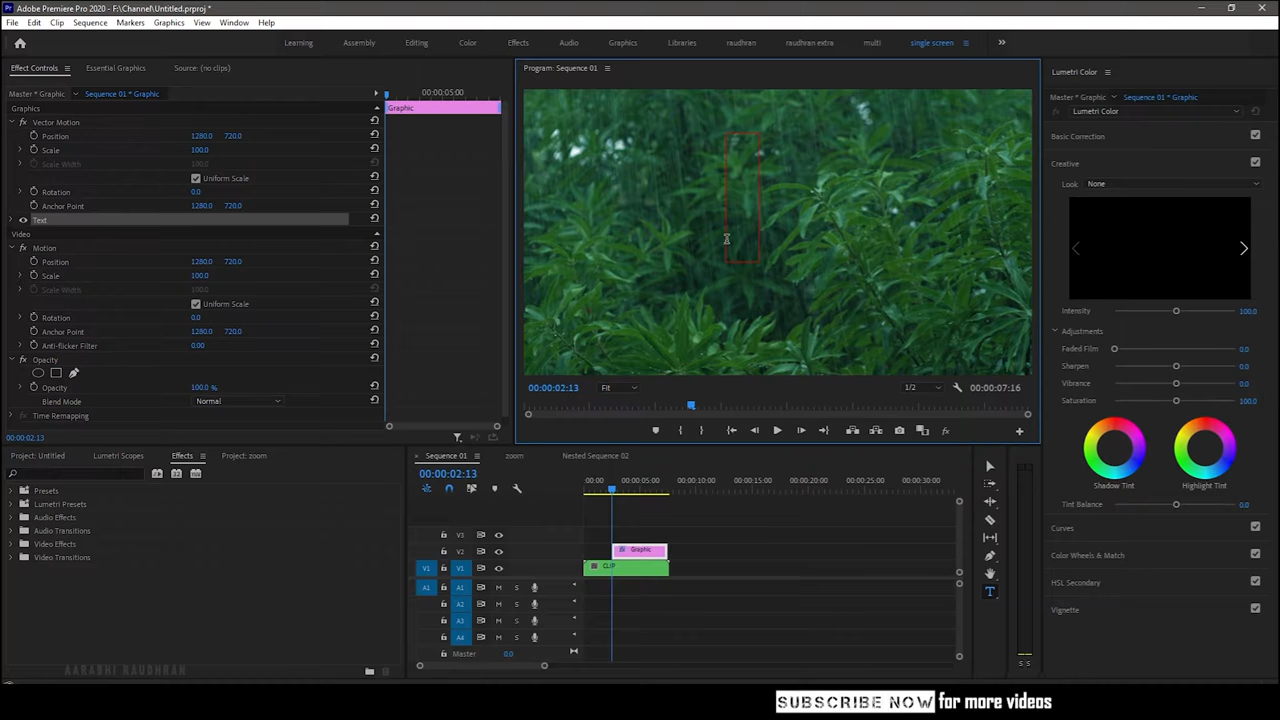 Adobe Premiere Pro 2020 - F:\Channel\Untitled.prproj *
File Edit Clip Sequence Markers Graphics View Window Help
Learning Assembly Editing Color Effects Audio Graphics Libraries raudhran raudhran extra multi single screen
Effect Controls Essential Graphics Source: (no clips)
Master * Graphic Sequence 01 * Graphic 00:00:05:00
Graphics Graphic
fx Vector Motion
Position 1280.0 720.0
Scale 100.0
Scale Width 100.0
Uniform Scale
Rotation 0.0
Anchor Point 1280.0 720.0
Text
Video
fx Motion
Position 1280.0 720.0
Scale 100.0
Scale Width 100.0
Uniform Scale
Rotation 0.0
Anchor Point 1280.0 720.0
Anti-flicker Filter 0.00
fx Opacity
Opacity 100.0 %
Blend Mode Normal
Time Remapping
00:00:02:13
Program: Sequence 01
00:00:02:13 Fit 1/2 00:00:07:16
Lumetri Color
Master * Graphic Sequence 01 * Graphic
fx Lumetri Color
Basic Correction
Creative
Look None
Intensity 100.0
Adjustments
Faded Film 0.0
Sharpen 0.0
Vibrance 0.0
Saturation 100.0
Shadow Tint Highlight Tint
Tint Balance 0.0
Curves
Color Wheels & Match
HSL Secondary
Vignette
Project: Untitled Lumetri Scopes Effects Project: zoom
Presets
Lumetri Presets
Audio Effects
Audio Transitions
Video Effects
Video Transitions
Sequence 01 zoom Nested Sequence 02
00:00:02:13
:00:00 00:00:05:00 00:00:10:00 00:00:15:00 00:00:20:00 00:00:25:00 00:00:30:00
V3
V2 Graphic
V1 V1 CLIP
A1 A1 M S
A2 M S
A3 M S
A4 M S
Master 0.0
S S
AARASHI RAUDHRAN
SUBSCRIBE NOW for more videos